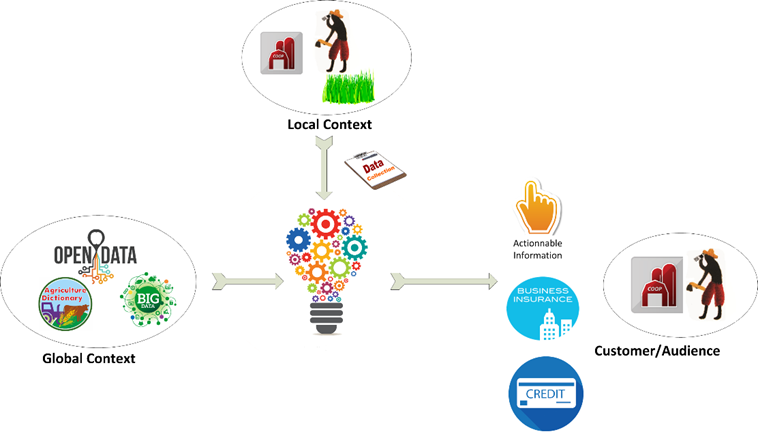 COOP
Local Context
Data
Collection
OPEN DATA
Agriculture
Dictionary
BIG
DATA
Global Context
Actionnable
Information
BUSINESS
INSURANCE
CREDIT
COOP
Customer/Audience